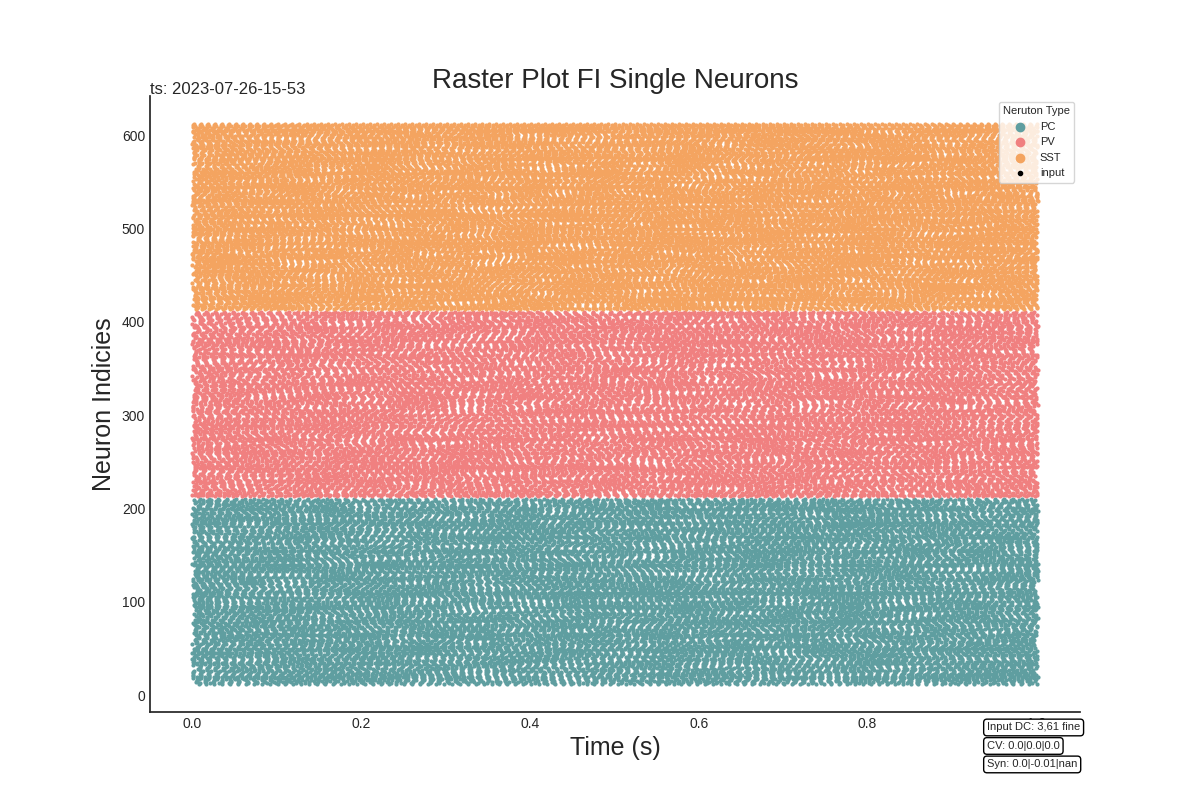 Raster Plot FI Single Neurons
ts: 2023-07-26-15-53
Neruton Type
PC
PV
SST
input
600
500
400
300
200
100
0
Neuron Indicies
0.0 0.2 0.4 0.6 0.8
Time (s)
Input DC: 3,61 fine
CV: 0.0|0.0|0.0
Syn: 0.0|-0.01|nan